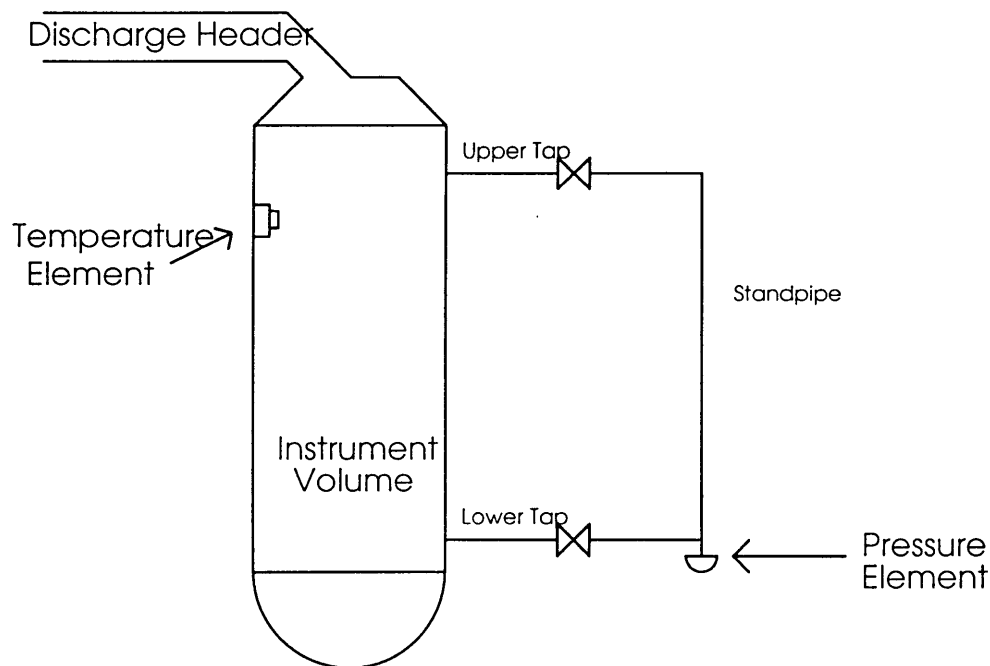 Discharge Header
Upper Tap
Temperature
Element
Standpipe
Instrument
Volume
Lower Tap
Pressure
Element